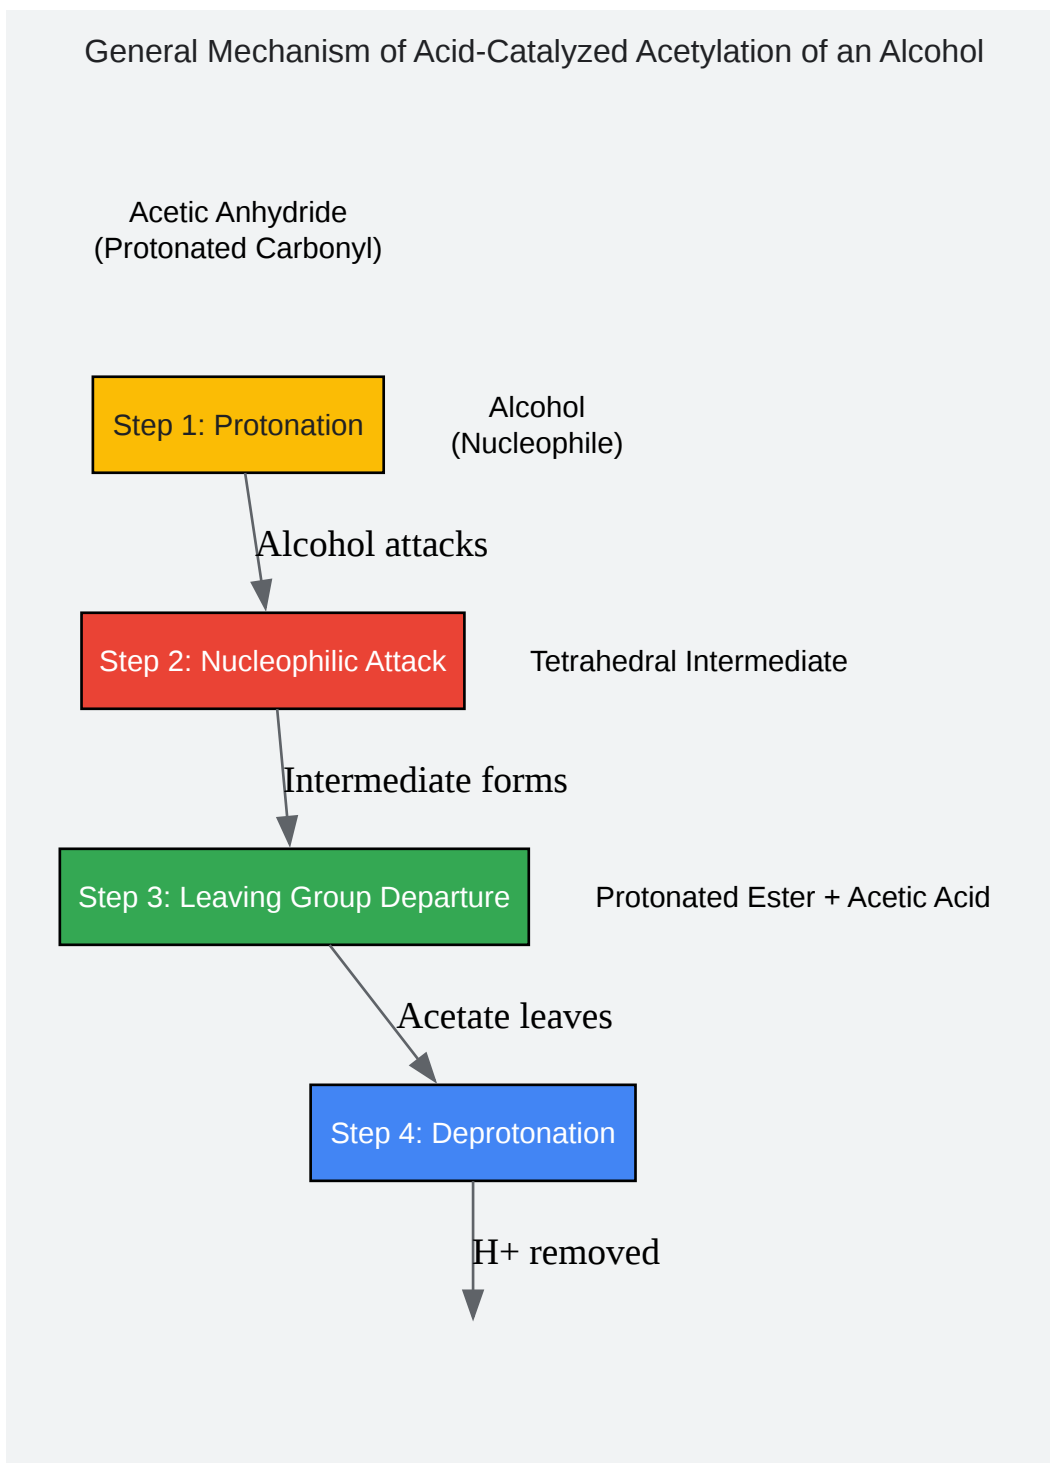 General Mechanism of Acid-Catalyzed Acetylation of an Alcohol
Acetic Anhydride
(Protonated Carbonyl)
Step 1: Protonation
Alcohol
(Nucleophile)
Alcohol attacks
Step 2: Nucleophilic Attack
Tetrahedral Intermediate
Intermediate forms
Step 3: Leaving Group Departure
Protonated Ester + Acetic Acid
Acetate leaves
Step 4: Deprotonation
H+ removed